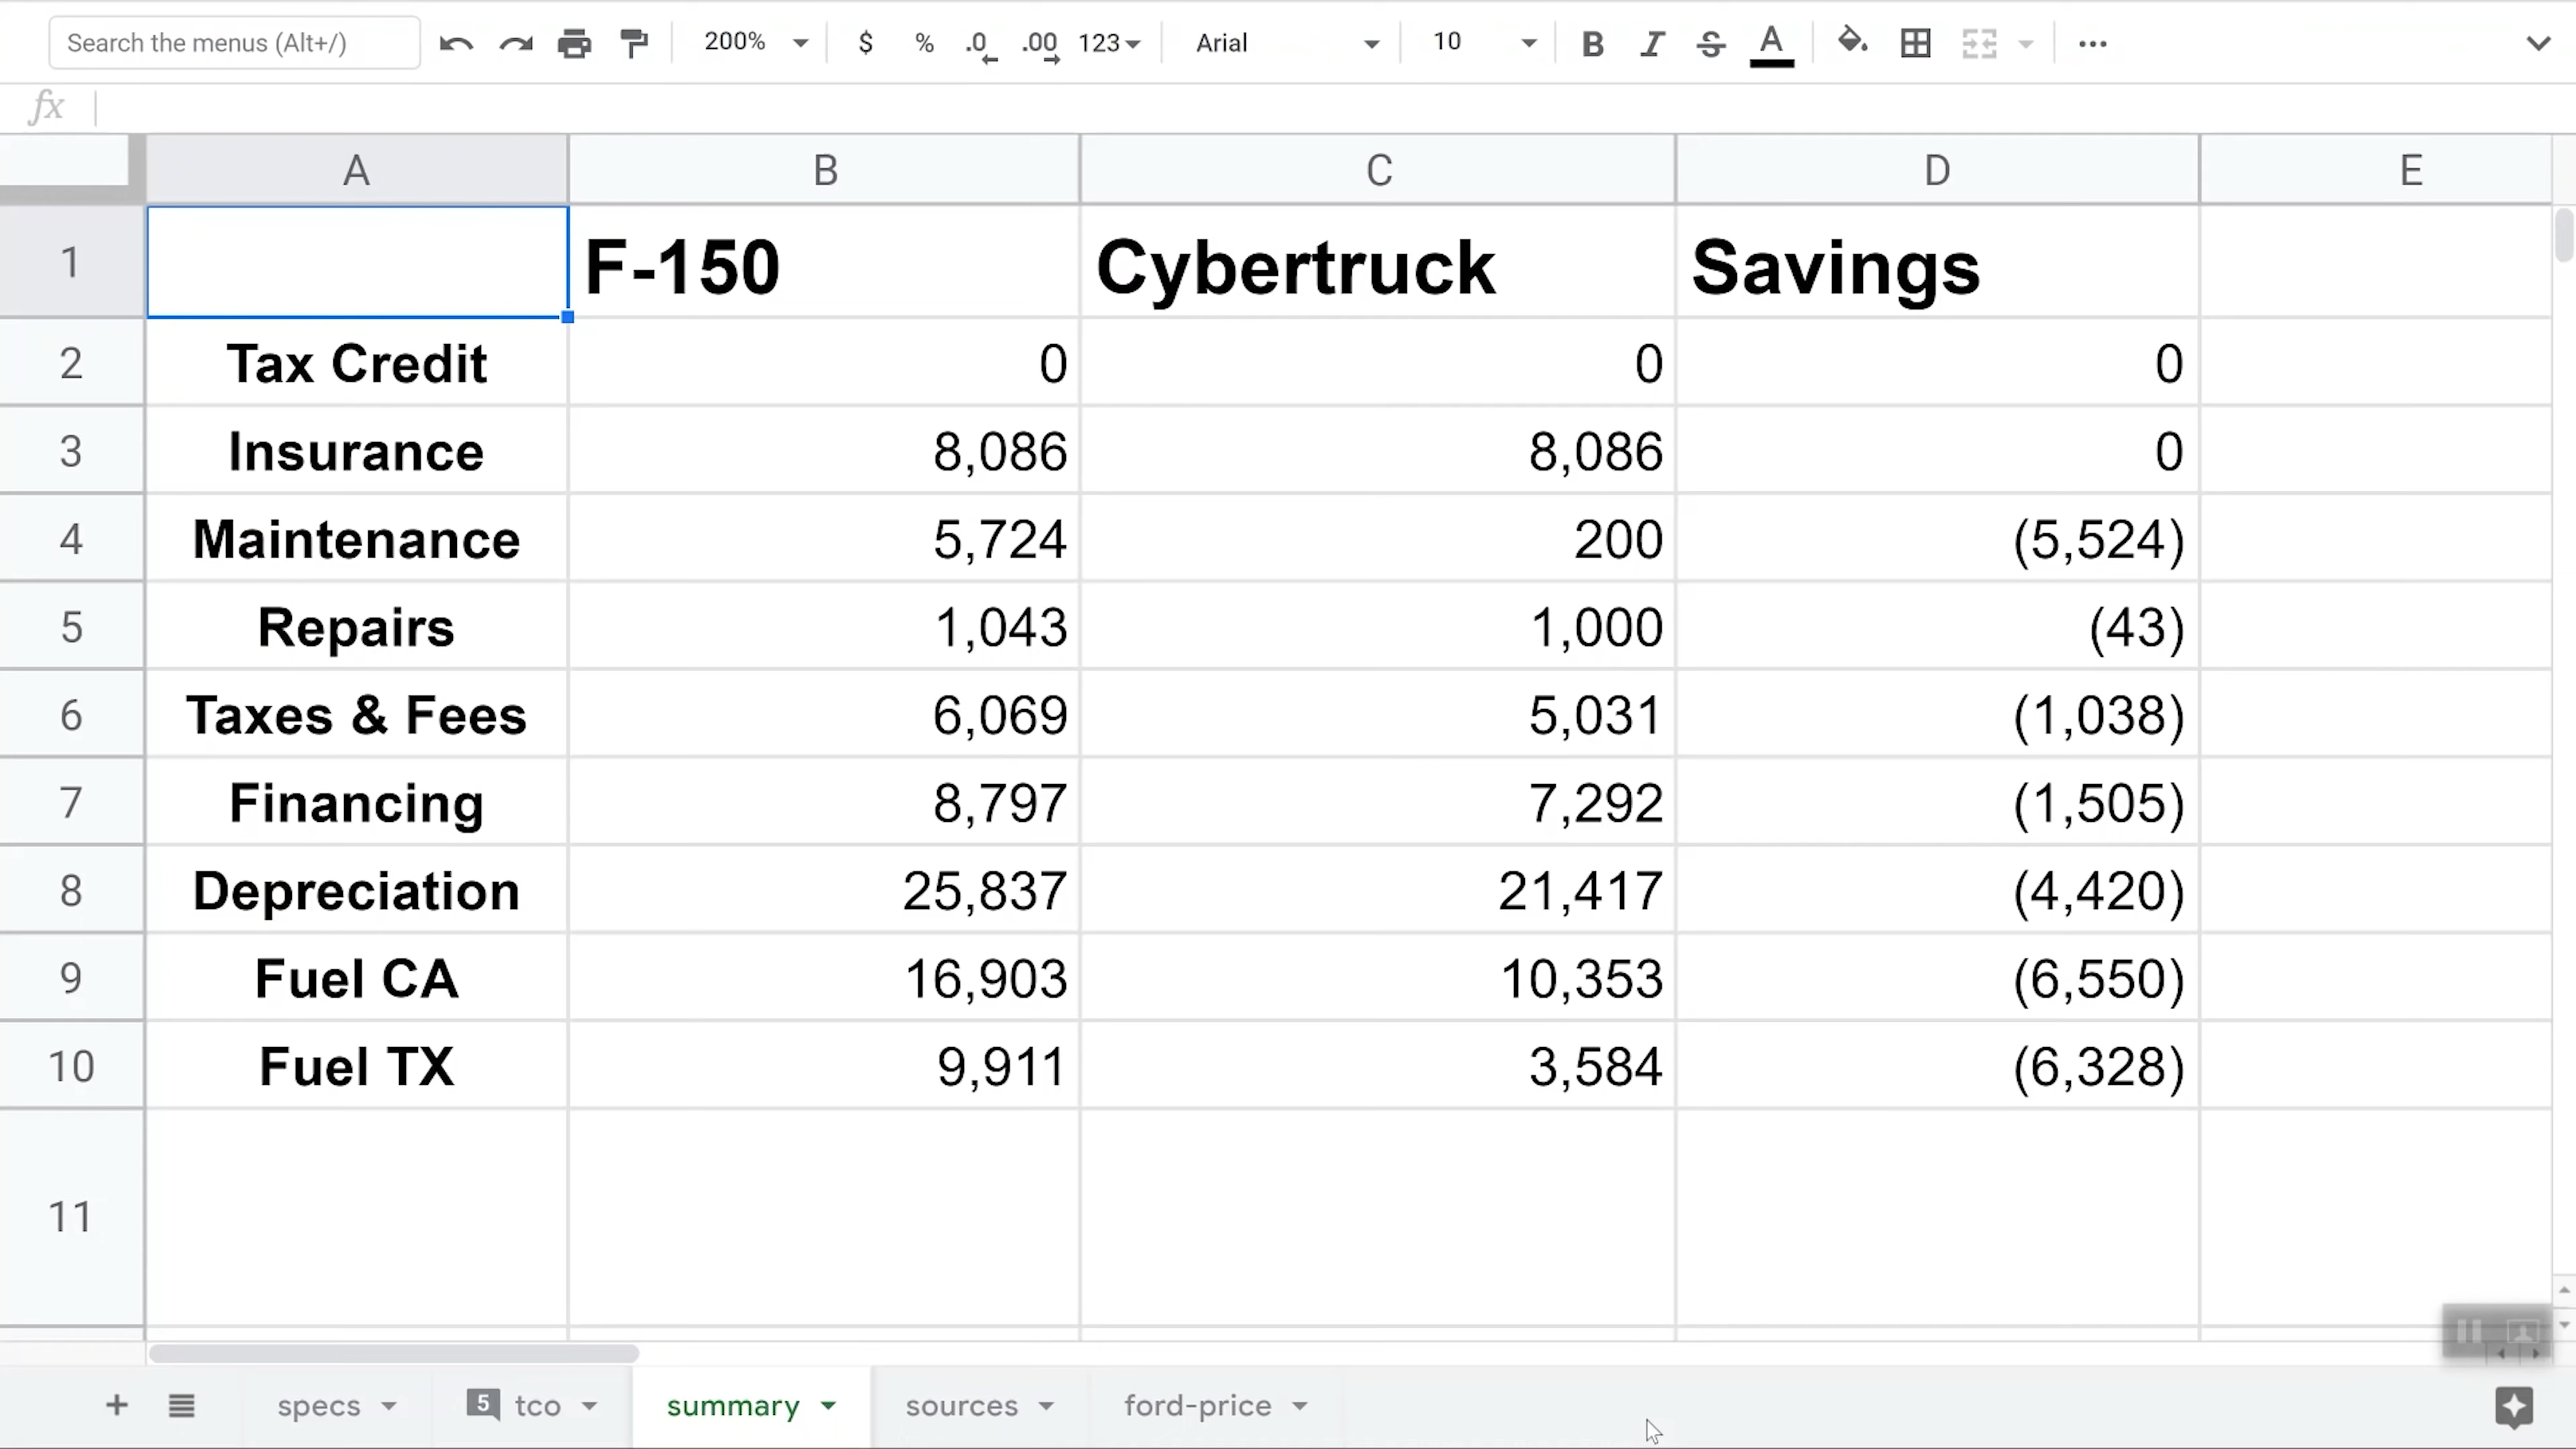 Search the menus (Alt+/) 200% $ % .0 .00 123 Arial 10 B I S A ...
fx
A B C D E
1 F-150 Cybertruck Savings
2 Tax Credit 0 0 0
3 Insurance 8,086 8,086 0
4 Maintenance 5,724 200 (5,524)
5 Repairs 1,043 1,000 (43)
6 Taxes & Fees 6,069 5,031 (1,038)
7 Financing 8,797 7,292 (1,505)
8 Depreciation 25,837 21,417 (4,420)
9 Fuel CA 16,903 10,353 (6,550)
10 Fuel TX 9,911 3,584 (6,328)
11
+ specs 5 tco summary sources ford-price